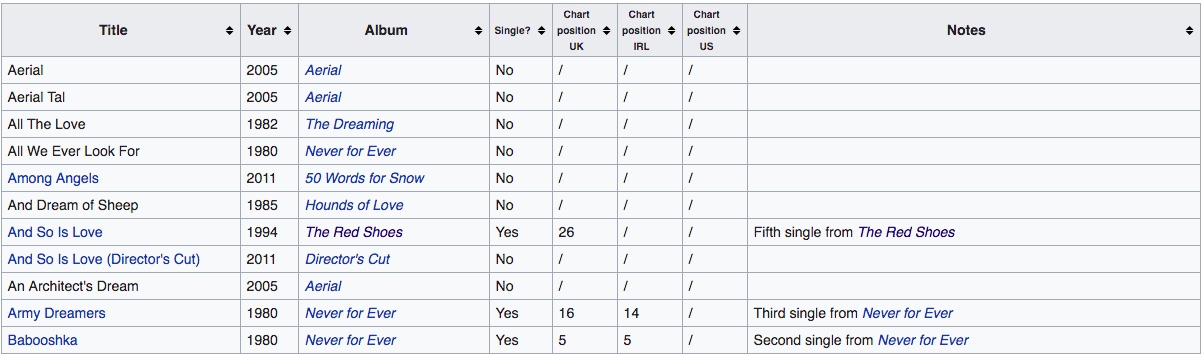 Title Year Album Single? Chart position UK Chart position IRL Chart position US Notes
Aerial 2005 Aerial No / / /
Aerial Tal 2005 Aerial No / / /
All The Love 1982 The Dreaming No / / /
All We Ever Look For 1980 Never for Ever No / / /
Among Angels 2011 50 Words for Snow No / / /
And Dream of Sheep 1985 Hounds of Love No / / /
And So Is Love 1994 The Red Shoes Yes 26 / / Fifth single from The Red Shoes
And So Is Love (Director's Cut) 2011 Director's Cut No / / /
An Architect's Dream 2005 Aerial No / / /
Army Dreamers 1980 Never for Ever Yes 16 14 / Third single from Never for Ever
Babooshka 1980 Never for Ever Yes 5 5 / Second single from Never for Ever